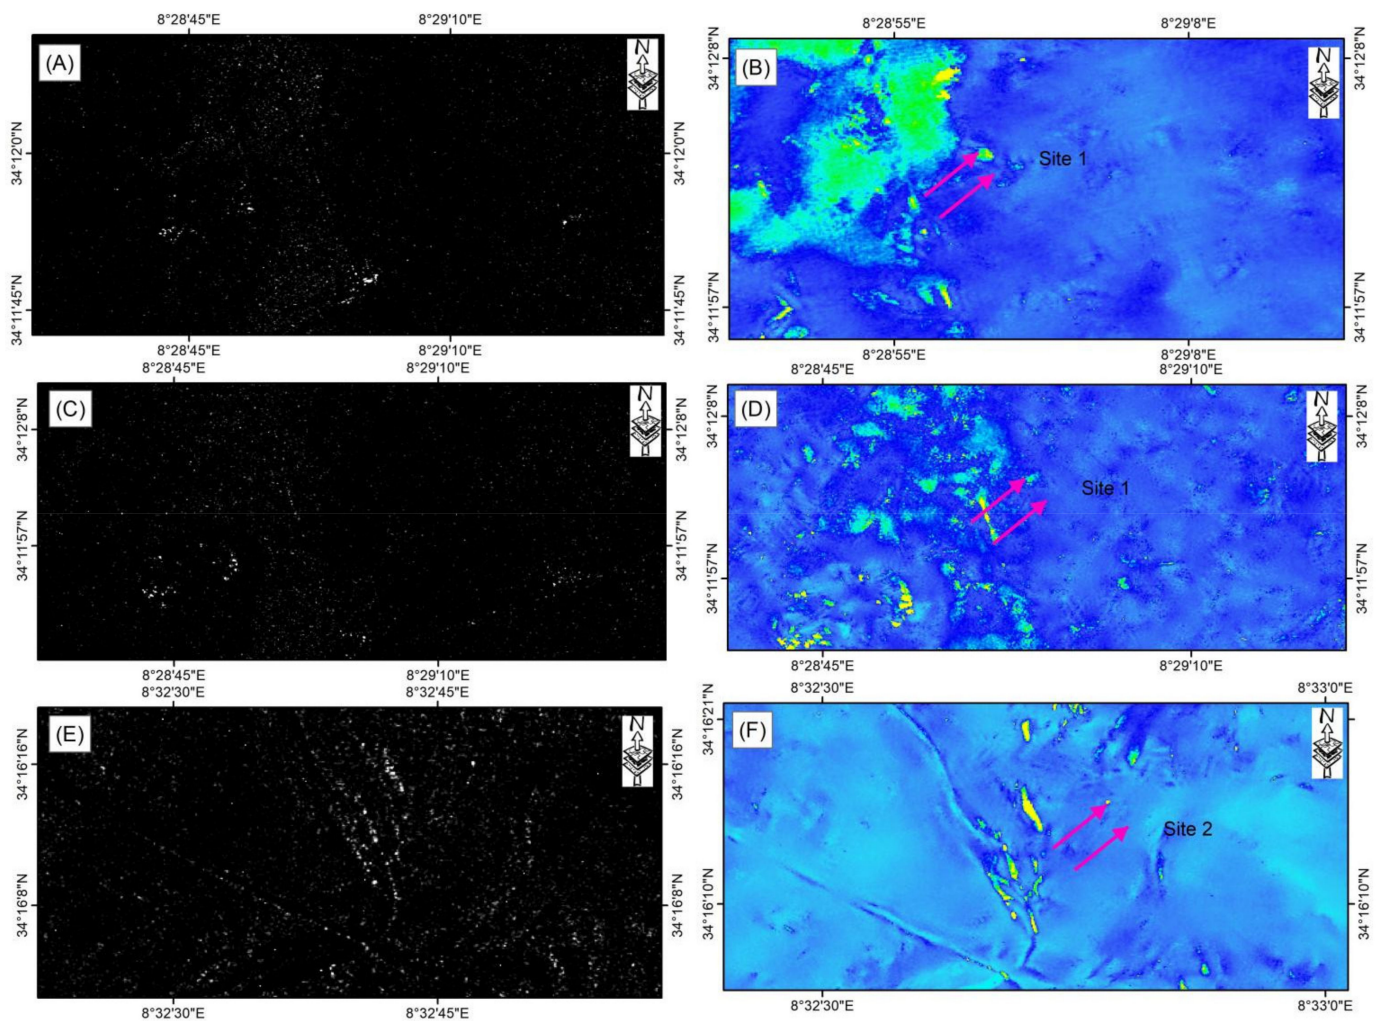 8°28'45"E 8°29'10"E 8°28'55"E 8°29'8"E
(A) N (B) N
34°12'0"N 34°12'0"N 34°12'8"N 34°12'8"N
Site 1
34°11'45"N 34°11'45"N 34°11'57"N 34°11'57"N
8°28'45"E 8°29'10"E 8°28'55"E 8°29'8"E
8°28'45"E 8°29'10"E 8°28'45"E 8°29'10"E
(C) N (D) N
34°12'8"N 34°12'8"N 34°12'8"N 34°12'8"N
Site 1
34°11'57"N 34°11'57"N 34°11'57"N 34°11'57"N
8°28'45"E 8°29'10"E 8°28'45"E 8°29'10"E
8°32'30"E 8°32'45"E 8°32'30"E 8°33'0"E
(E) N (F) N
34°16'16"N 34°16'16"N 34°16'21"N 34°16'21"N
Site 2
34°16'8"N 34°16'8"N 34°16'10"N 34°16'10"N
8°32'30"E 8°32'45"E 8°32'30"E 8°33'0"E